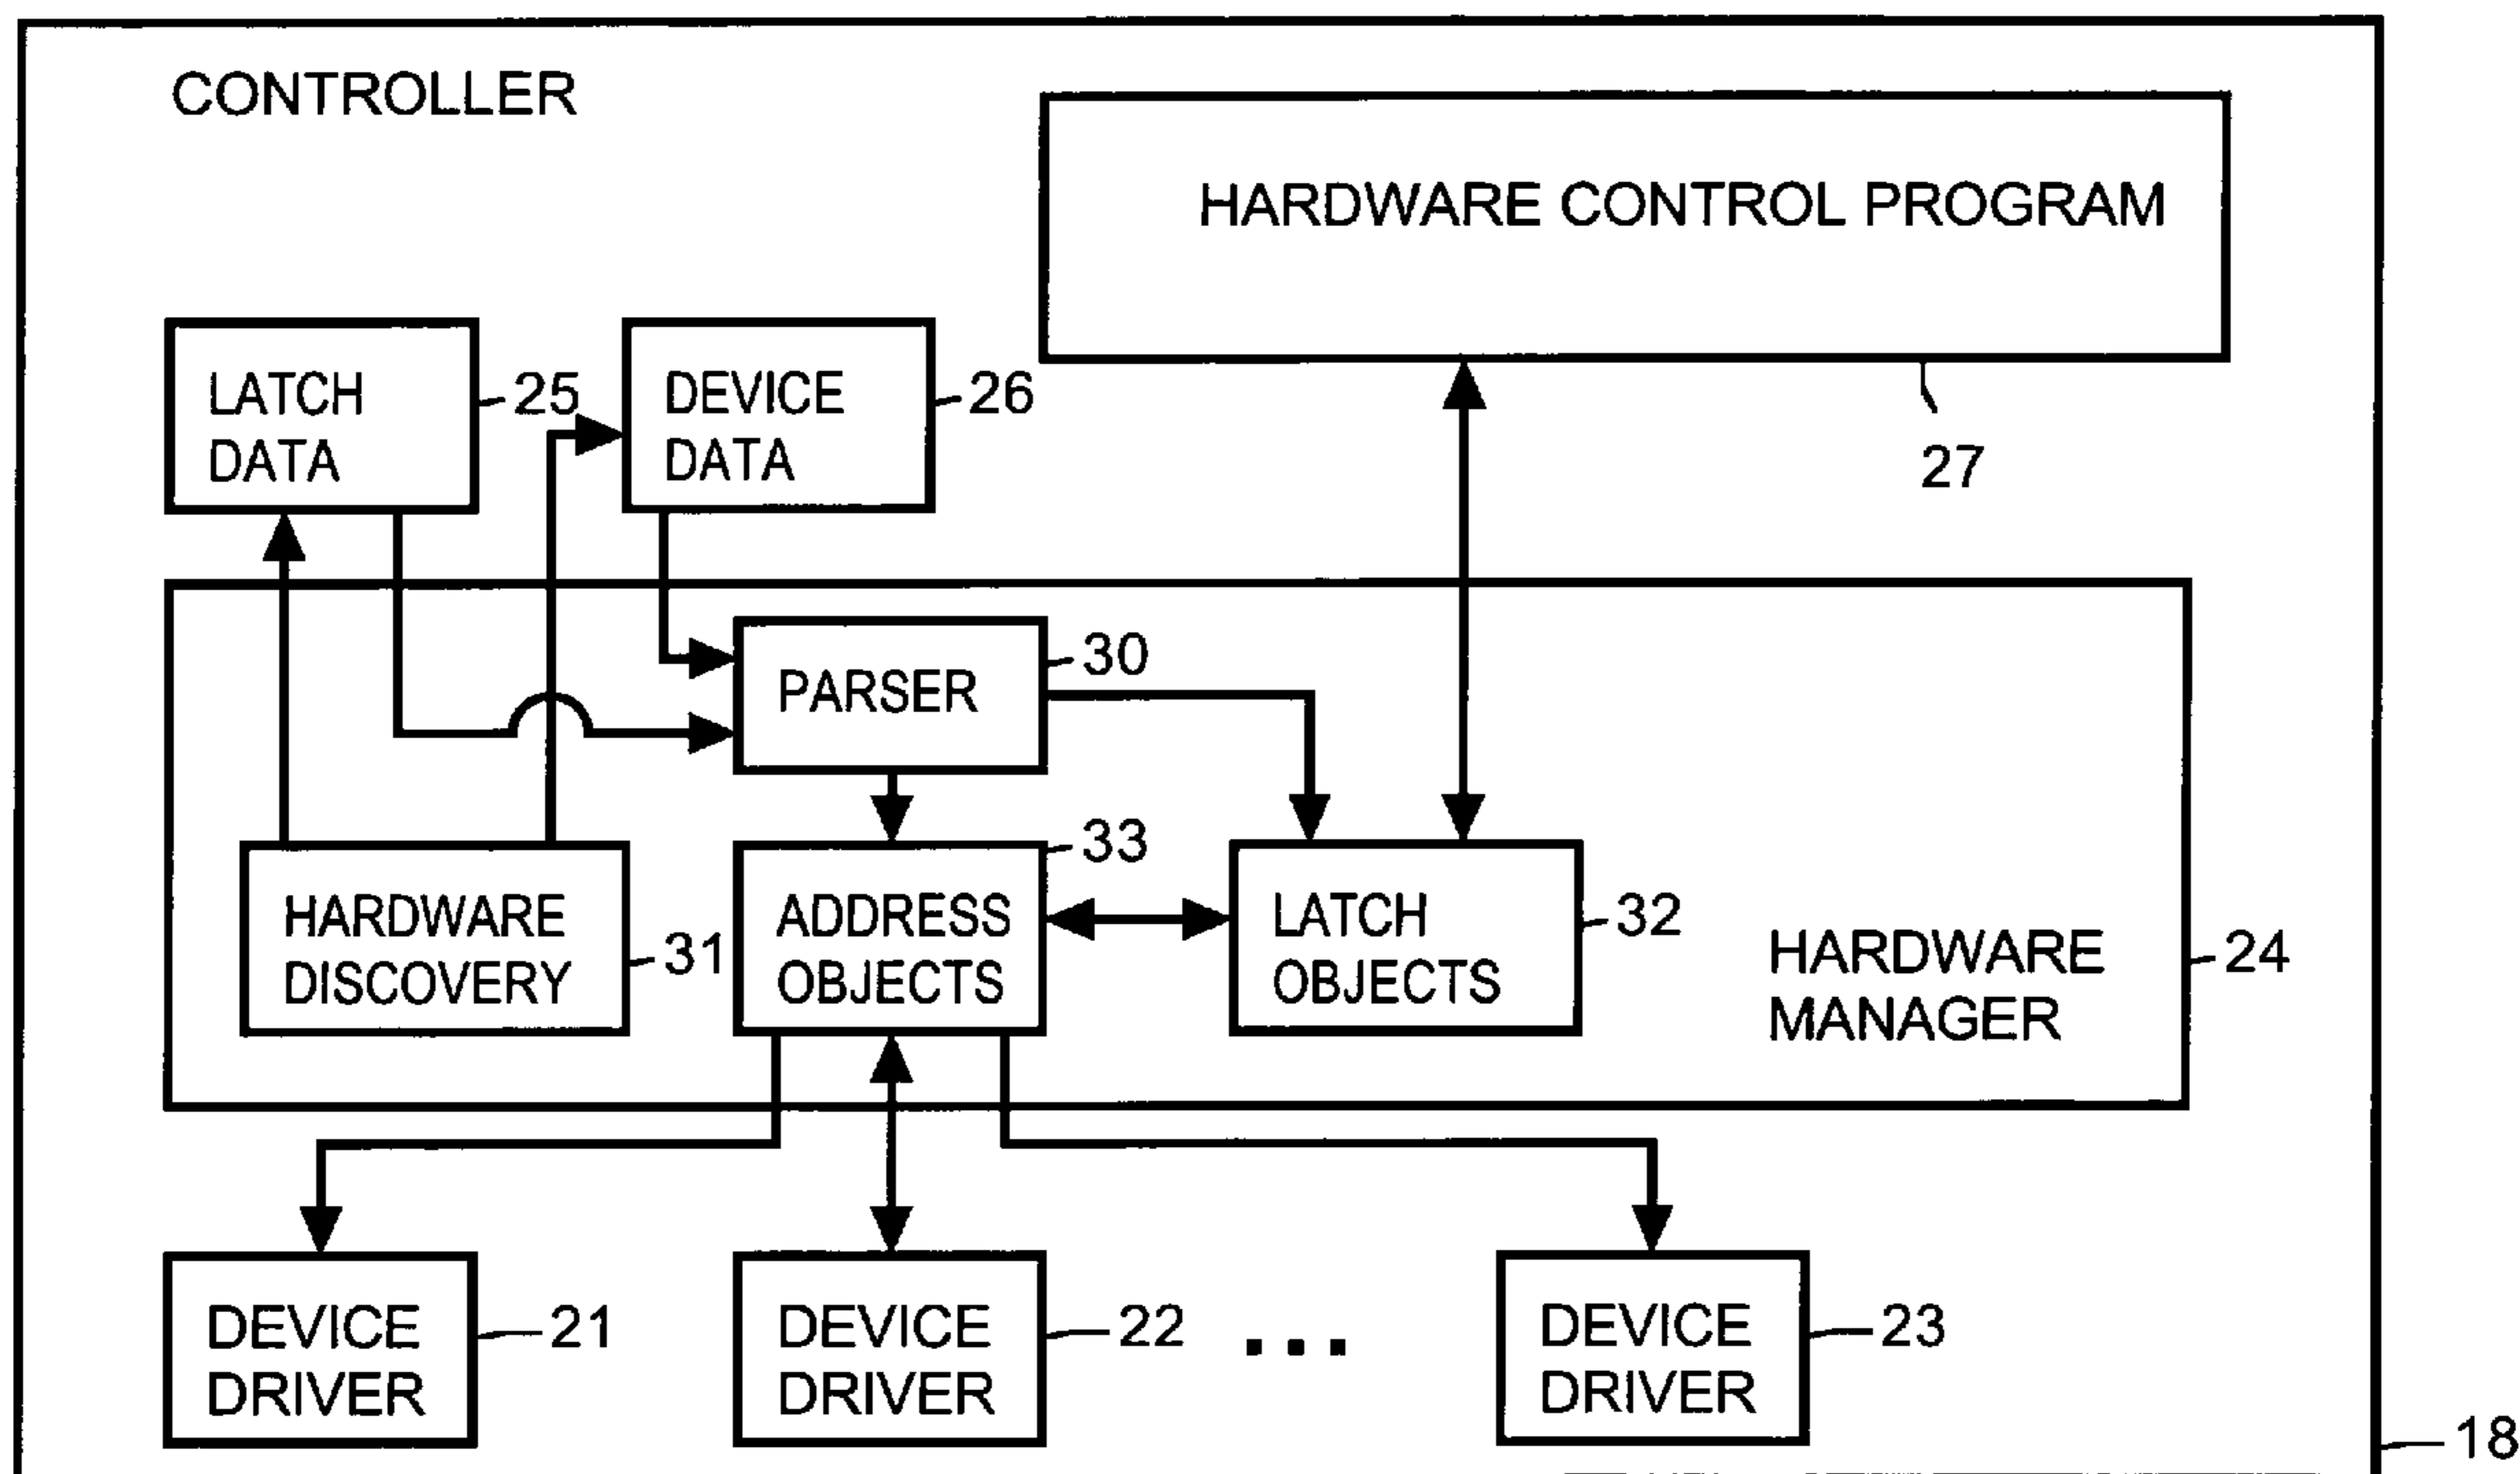 CONTROLLER
HARDWARE CONTROL PROGRAM
27
LATCH
DATA
25
DEVICE
DATA
26
PARSER
30
HARDWARE
DISCOVERY
31
ADDRESS
OBJECTS
33
LATCH
OBJECTS
32
HARDWARE
MANAGER
24
DEVICE
DRIVER
21
DEVICE
DRIVER
22
...
DEVICE
DRIVER
23
18